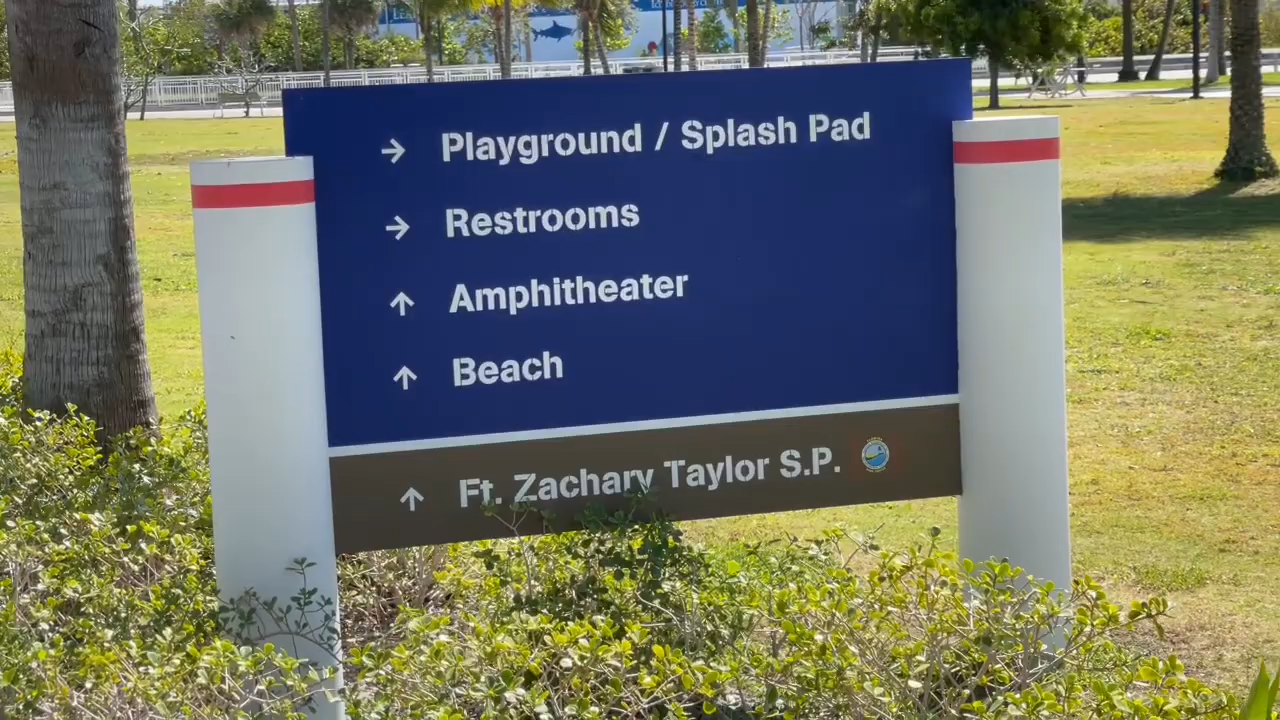 → Playground / Splash Pad
→ Restrooms
↑ Amphitheater
↑ Beach
↑ Ft. Zachary Taylor S.P.